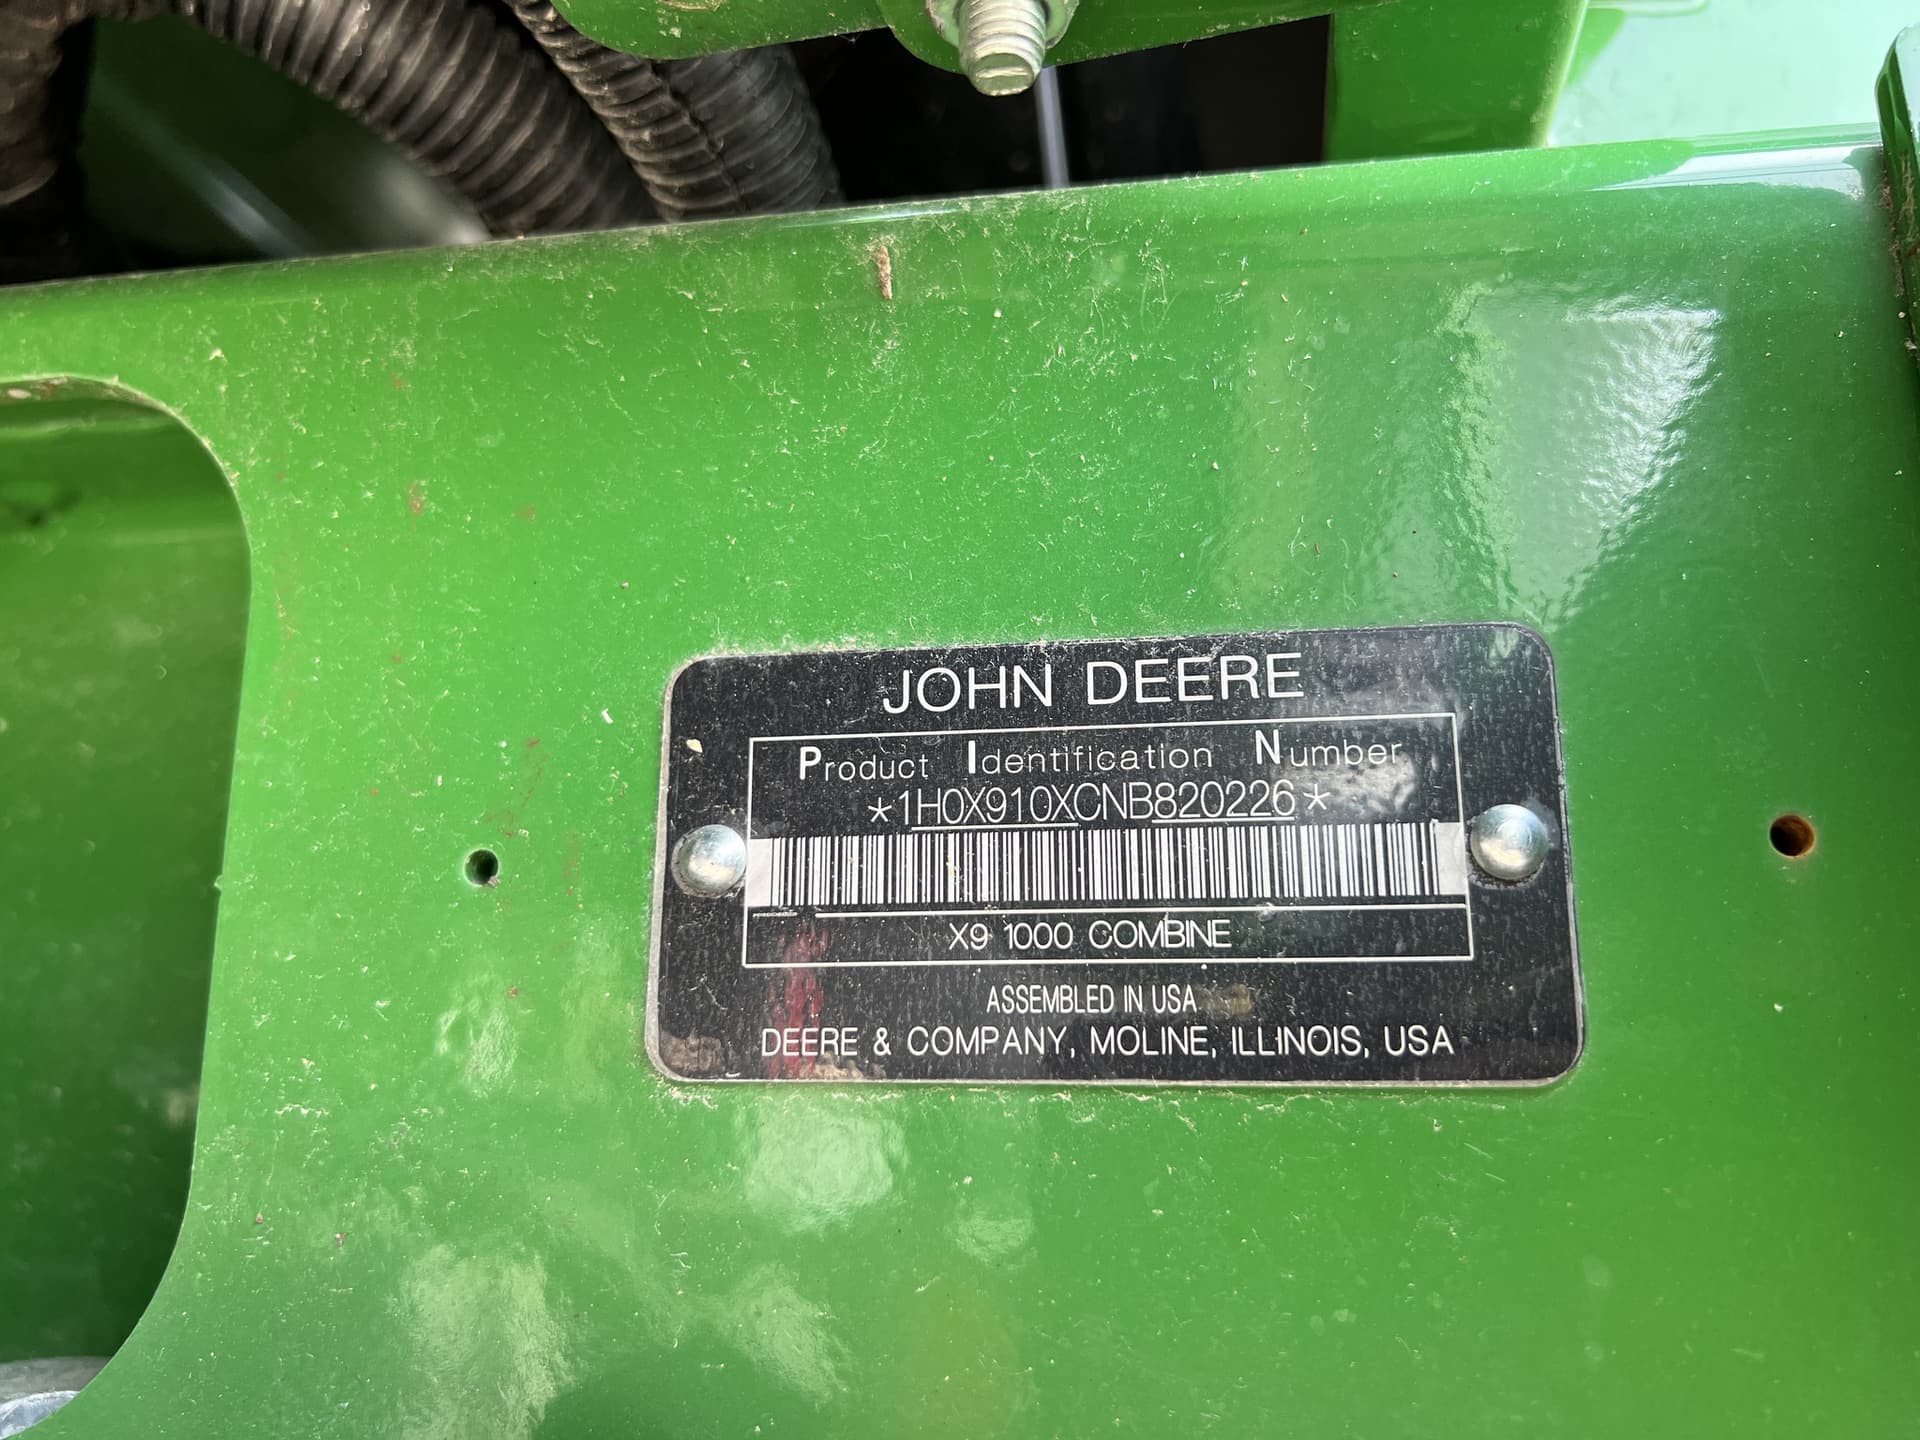 JOHN DEERE
Product Identification Number
*1H0X910XCNB820226*
X9 1000 COMBINE
ASSEMBLED IN USA
DEERE & COMPANY, MOLINE, ILLINOIS, USA